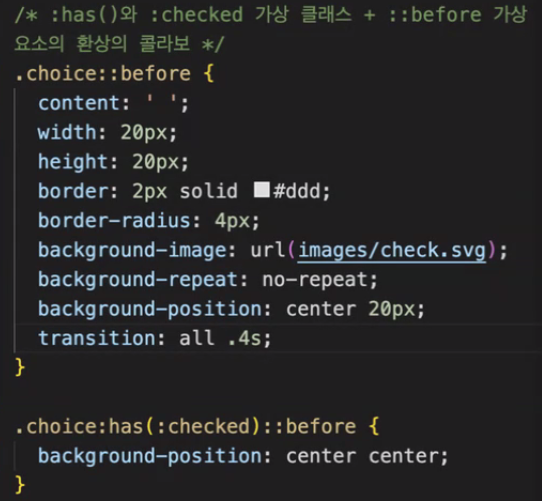 /* :has()와 :checked 가상 클래스 + ::before 가상
요소의 환상의 콜라보 */
.choice::before {
  content: ' ';
  width: 20px;
  height: 20px;
  border: 2px solid #ddd;
  border-radius: 4px;
  background-image: url(images/check.svg);
  background-repeat: no-repeat;
  background-position: center 20px;
  transition: all .4s;
}

.choice:has(:checked)::before {
  background-position: center center;
}